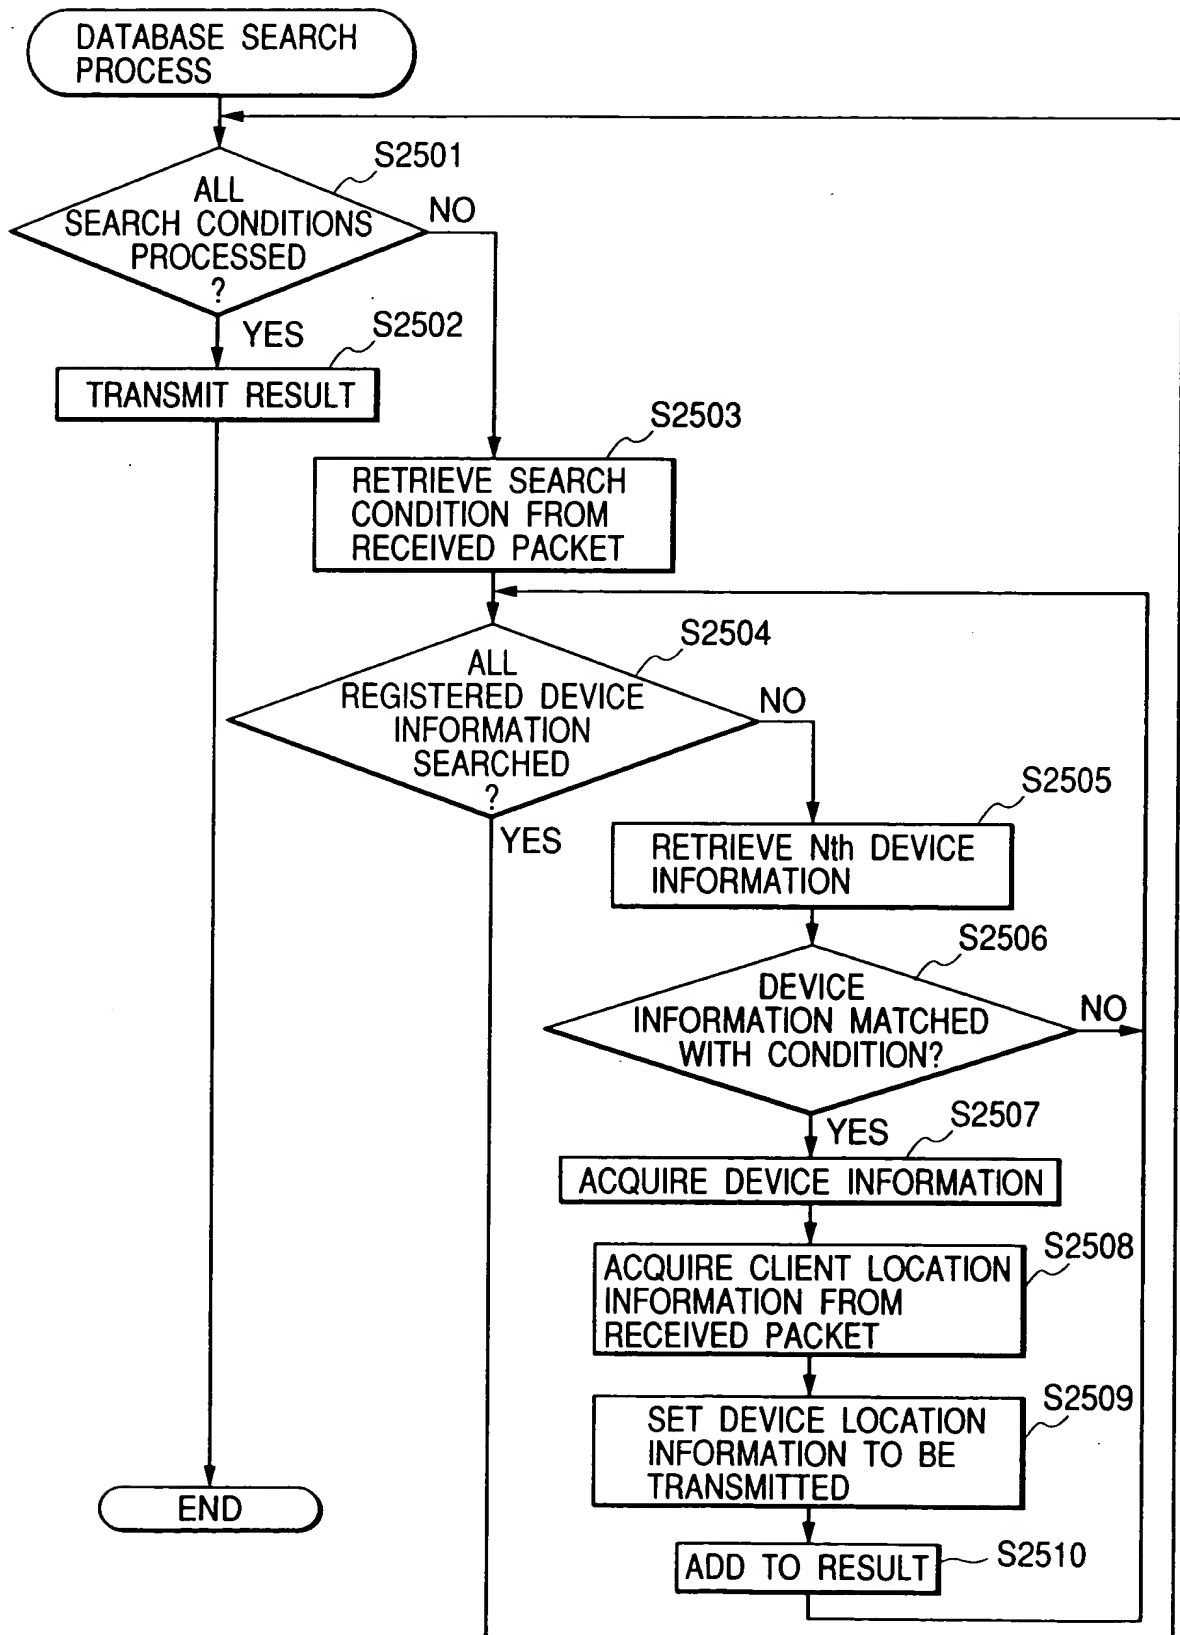 DATABASE SEARCH
PROCESS
S2501
ALL
SEARCH CONDITIONS
PROCESSED
?
NO
YES
S2502
TRANSMIT RESULT
S2503
RETRIEVE SEARCH
CONDITION FROM
RECEIVED PACKET
S2504
ALL
REGISTERED DEVICE
INFORMATION
SEARCHED
?
NO
YES
S2505
RETRIEVE Nth DEVICE
INFORMATION
S2506
DEVICE
INFORMATION MATCHED
WITH CONDITION?
NO
YES
S2507
ACQUIRE DEVICE INFORMATION
S2508
ACQUIRE CLIENT LOCATION
INFORMATION FROM
RECEIVED PACKET
S2509
SET DEVICE LOCATION
INFORMATION TO BE
TRANSMITTED
END
ADD TO RESULT
S2510